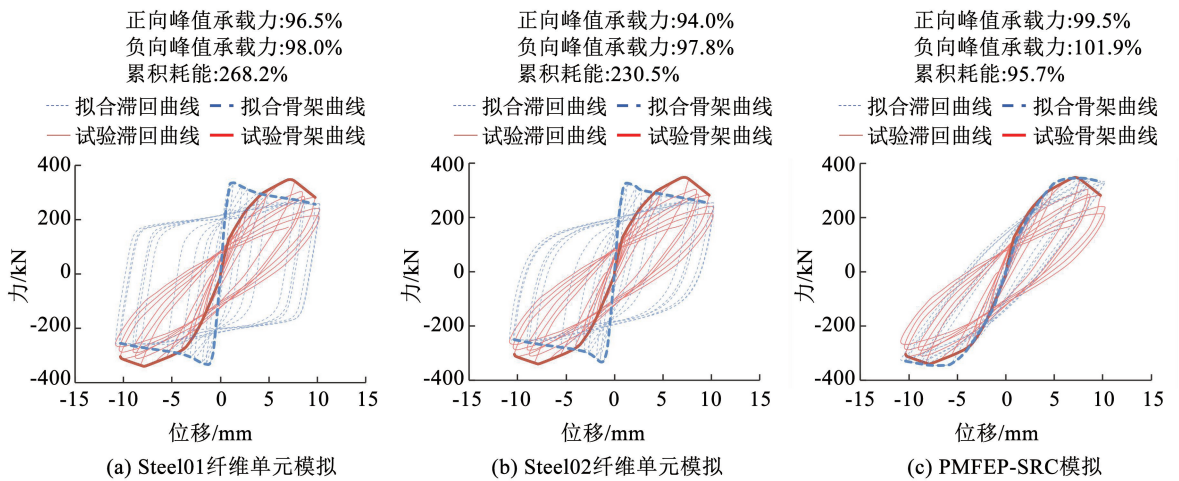 正向峰值承载力:96.5%
负向峰值承载力:98.0%
累积耗能:268.2%
拟合滞回曲线 拟合骨架曲线
试验滞回曲线 试验骨架曲线
400
200
0
-200
-400
力/kN
-15 -10 -5 0 5 10 15
位移/mm
(a) Steel01纤维单元模拟
正向峰值承载力:94.0%
负向峰值承载力:97.8%
累积耗能:230.5%
拟合滞回曲线 拟合骨架曲线
试验滞回曲线 试验骨架曲线
400
200
0
-200
-400
力/kN
-15 -10 -5 0 5 10 15
位移/mm
(b) Steel02纤维单元模拟
正向峰值承载力:99.5%
负向峰值承载力:101.9%
累积耗能:95.7%
拟合滞回曲线 拟合骨架曲线
试验滞回曲线 试验骨架曲线
400
200
0
-200
-400
力/kN
-15 -10 -5 0 5 10 15
位移/mm
(c) PMFEP-SRC模拟